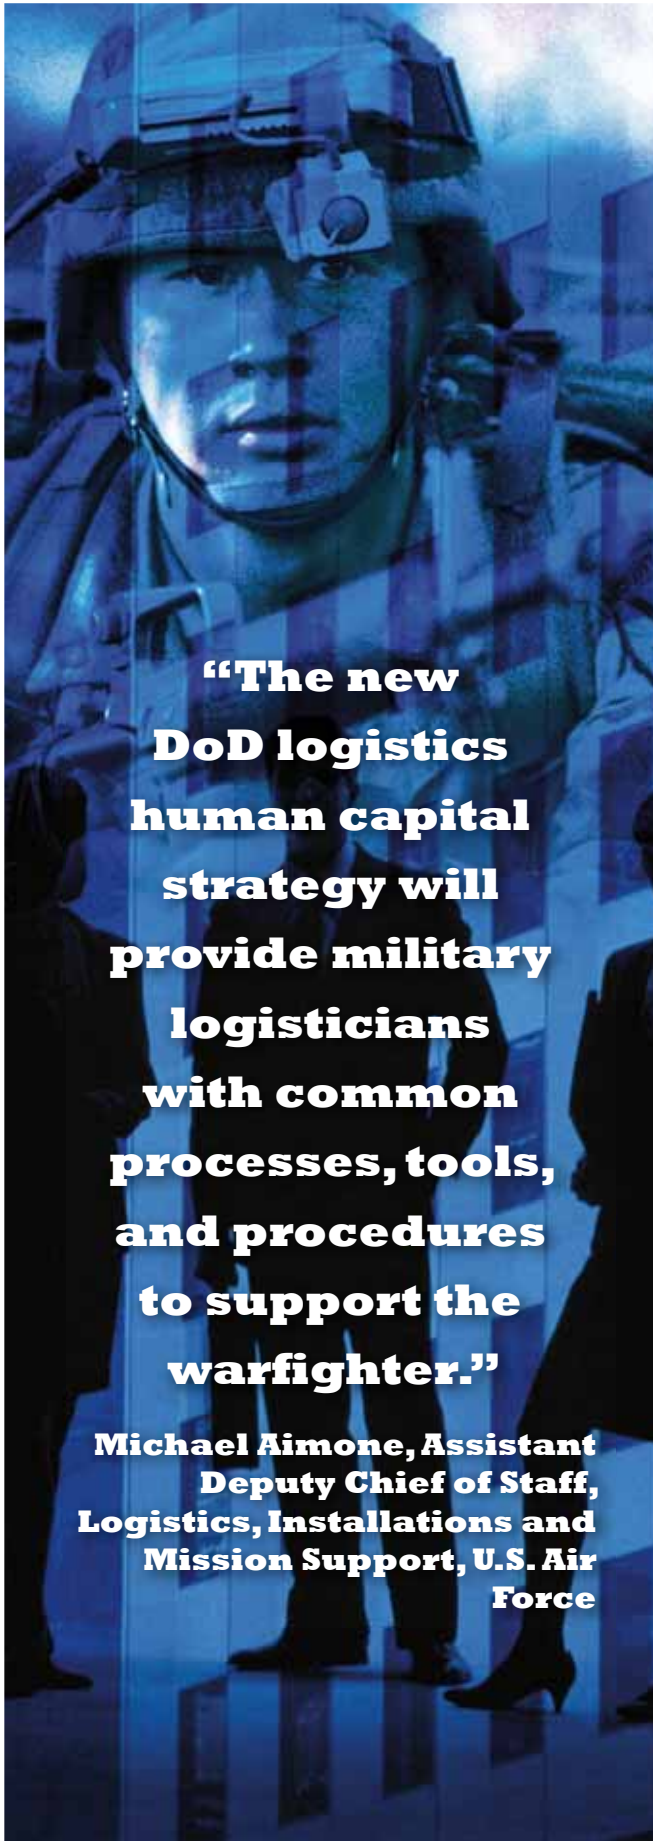 “The new
DoD logistics
human capital
strategy will
provide military
logisticians
with common
processes, tools,
and procedures
to support the
warfighter.”
Michael Aimone, Assistant
Deputy Chief of Staff,
Logistics, Installations and
Mission Support, U.S. Air
Force